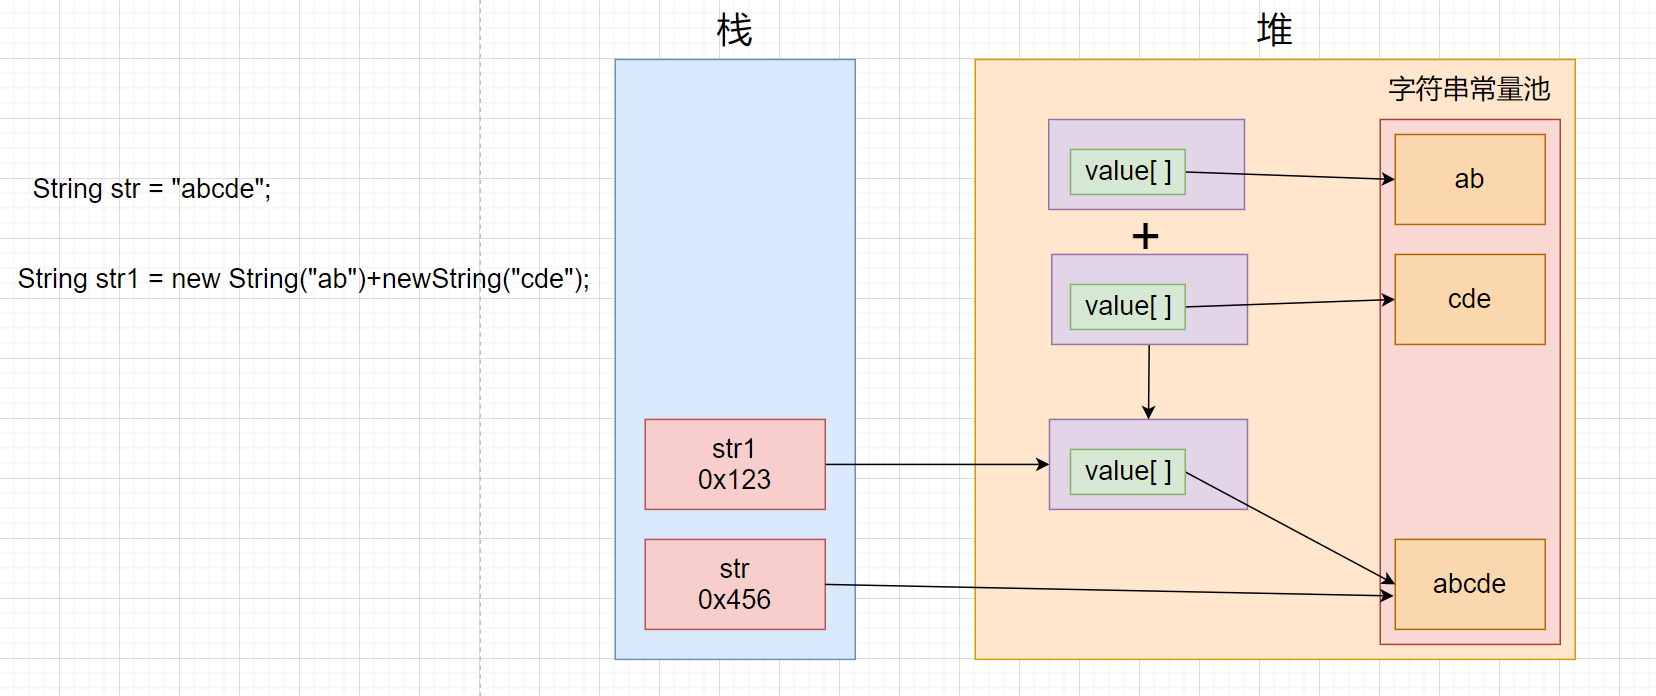 栈
堆
字符串常量池
String str = "abcde";
String str1 = new String("ab")+newString("cde");
value[ ]
ab
+
value[ ]
cde
str1
0x123
value[ ]
str
0x456
abcde